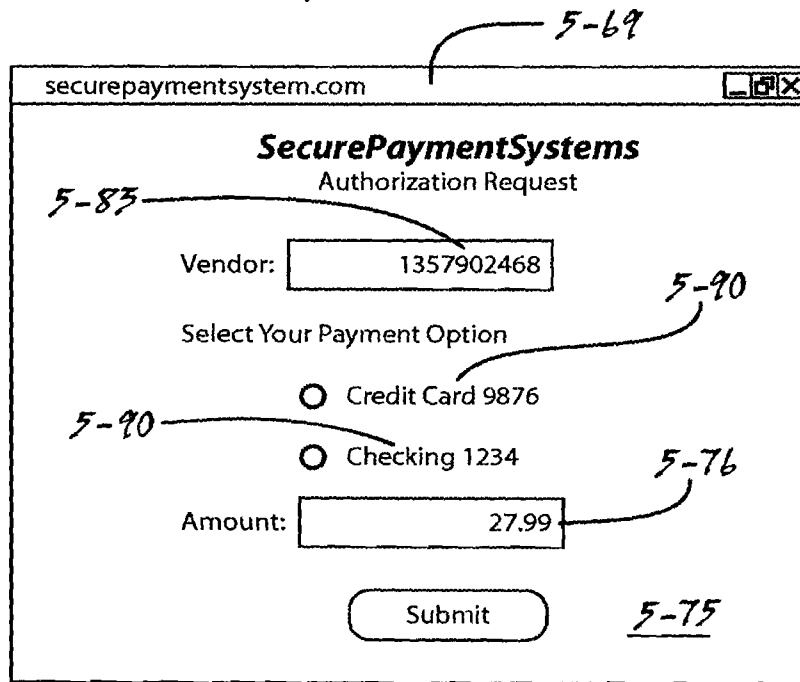 5-69
securepaymentsystem.com
SecurePaymentSystems
Authorization Request
5-83
Vendor: 1357902468
5-90
Select Your Payment Option
Credit Card 9876
5-90
Checking 1234
5-76
Amount: 27.99
Submit
5-75